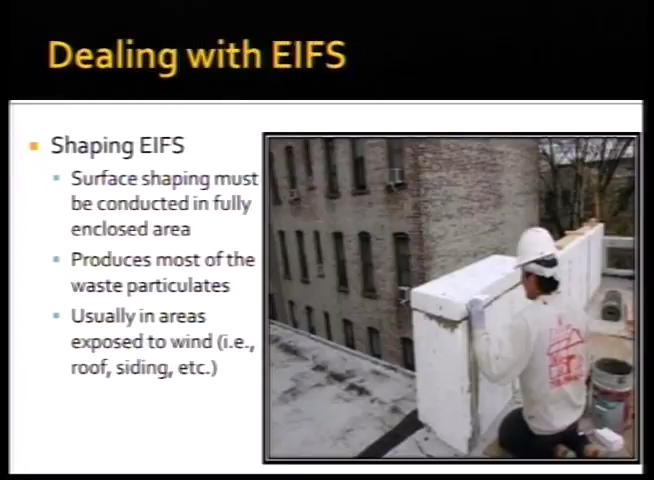 Dealing with EIFS
Shaping EIFS
Surface shaping must
be conducted in fully
enclosed area
Produces most of the
waste particulates
Usually in areas
exposed to wind (i.e.,
roof, siding, etc.)